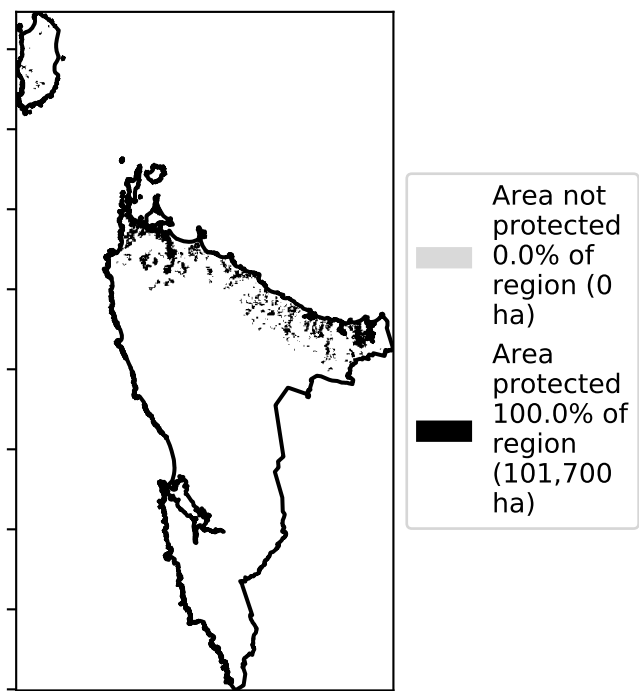 Area not
protected
0.0% of
region (0
ha)
Area
protected
100.0% of
region
(101,700
ha)